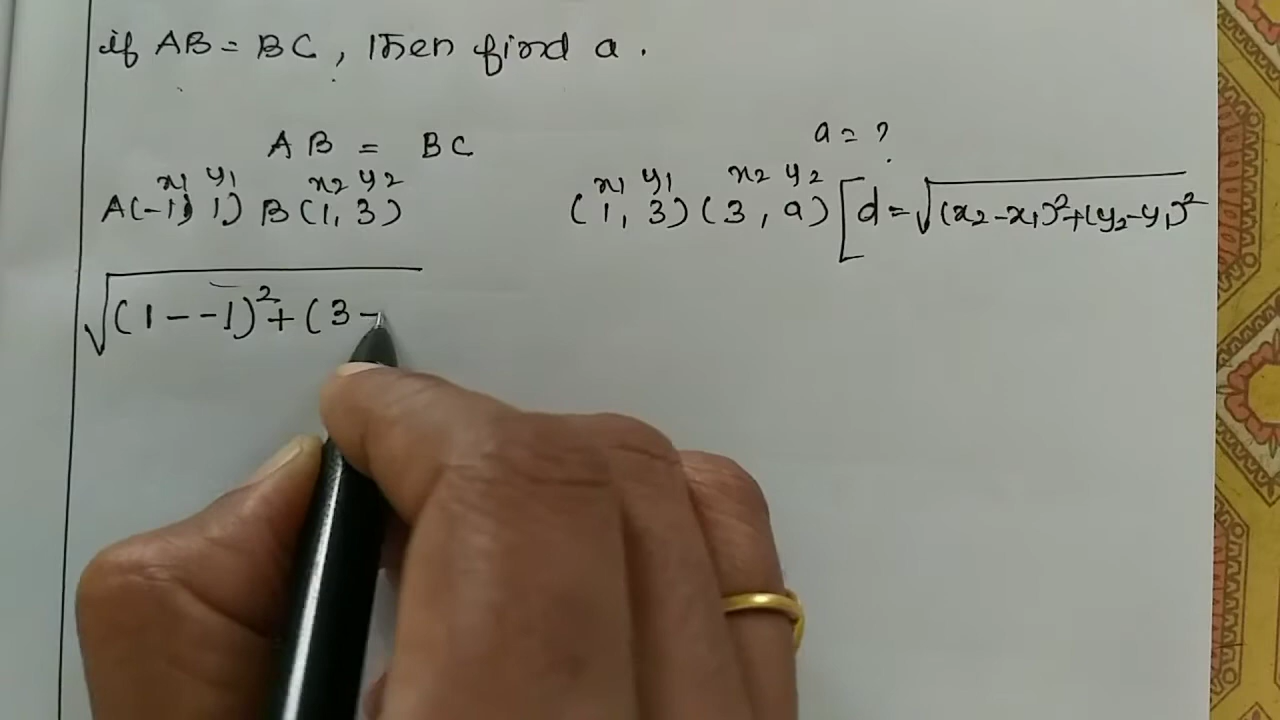 if AB = BC, then find a.
a = ?
AB = BC
x1 y1 x2 y2 x1 y1 x2 y2
A(-1, 1) B(1, 3) (1, 3) (3, a) [d = √(x₂-x₁)²+(y₂-y₁)²
√(1--1)²+(3-